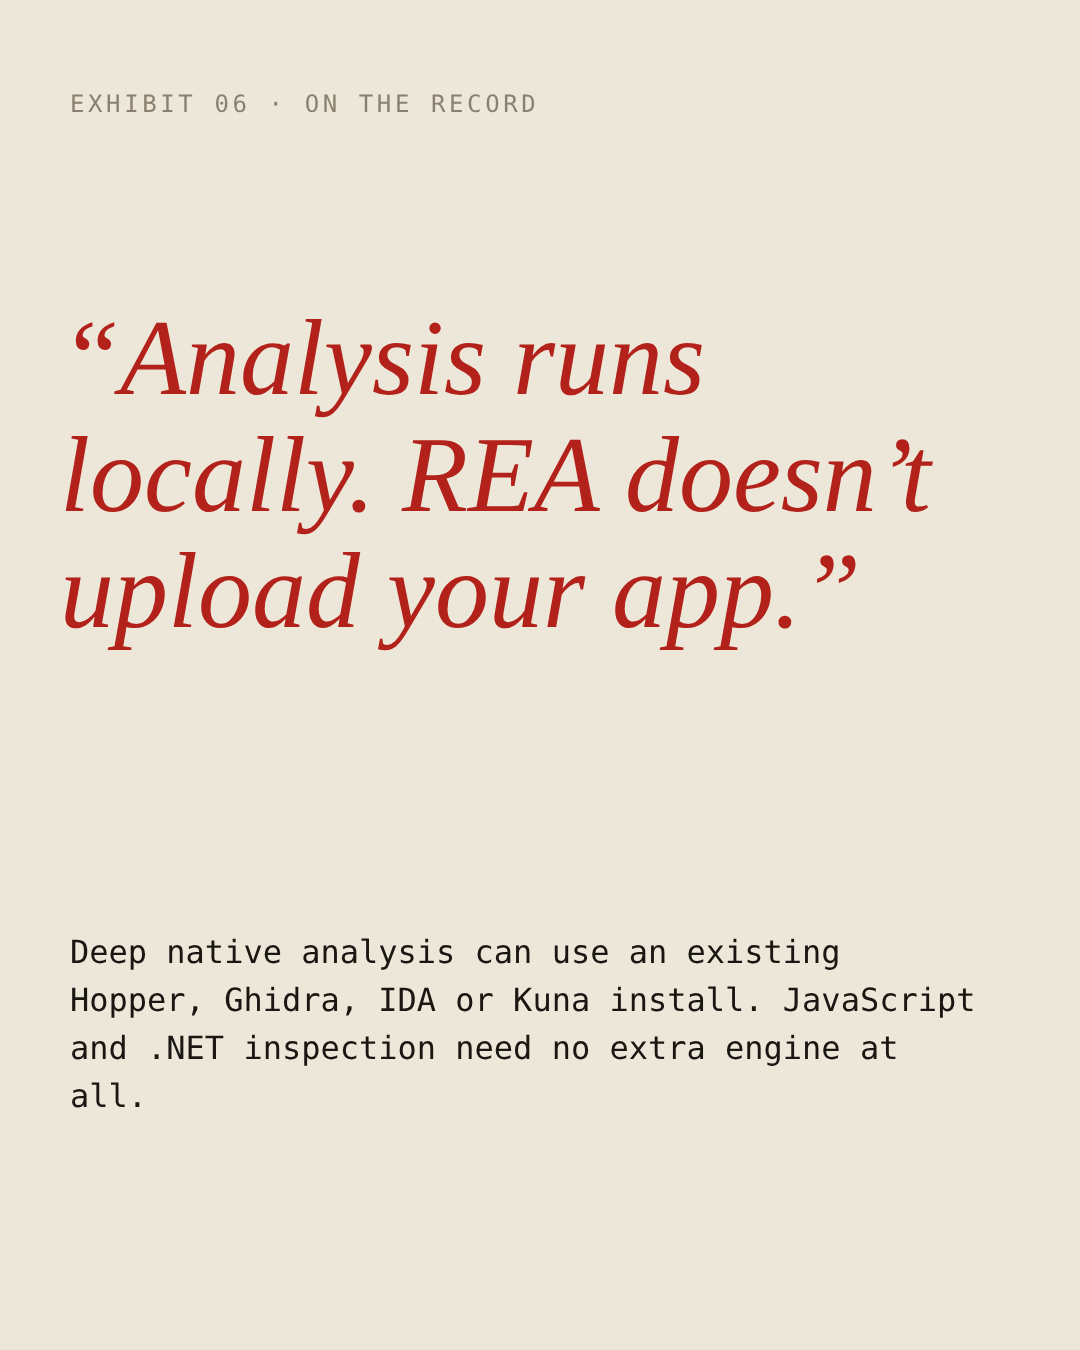 EXHIBIT 06 · ON THE RECORD
“Analysis runs
locally. REA doesn’t
upload your app.”
Deep native analysis can use an existing
Hopper, Ghidra, IDA or Kuna install. JavaScript
and .NET inspection need no extra engine at
all.